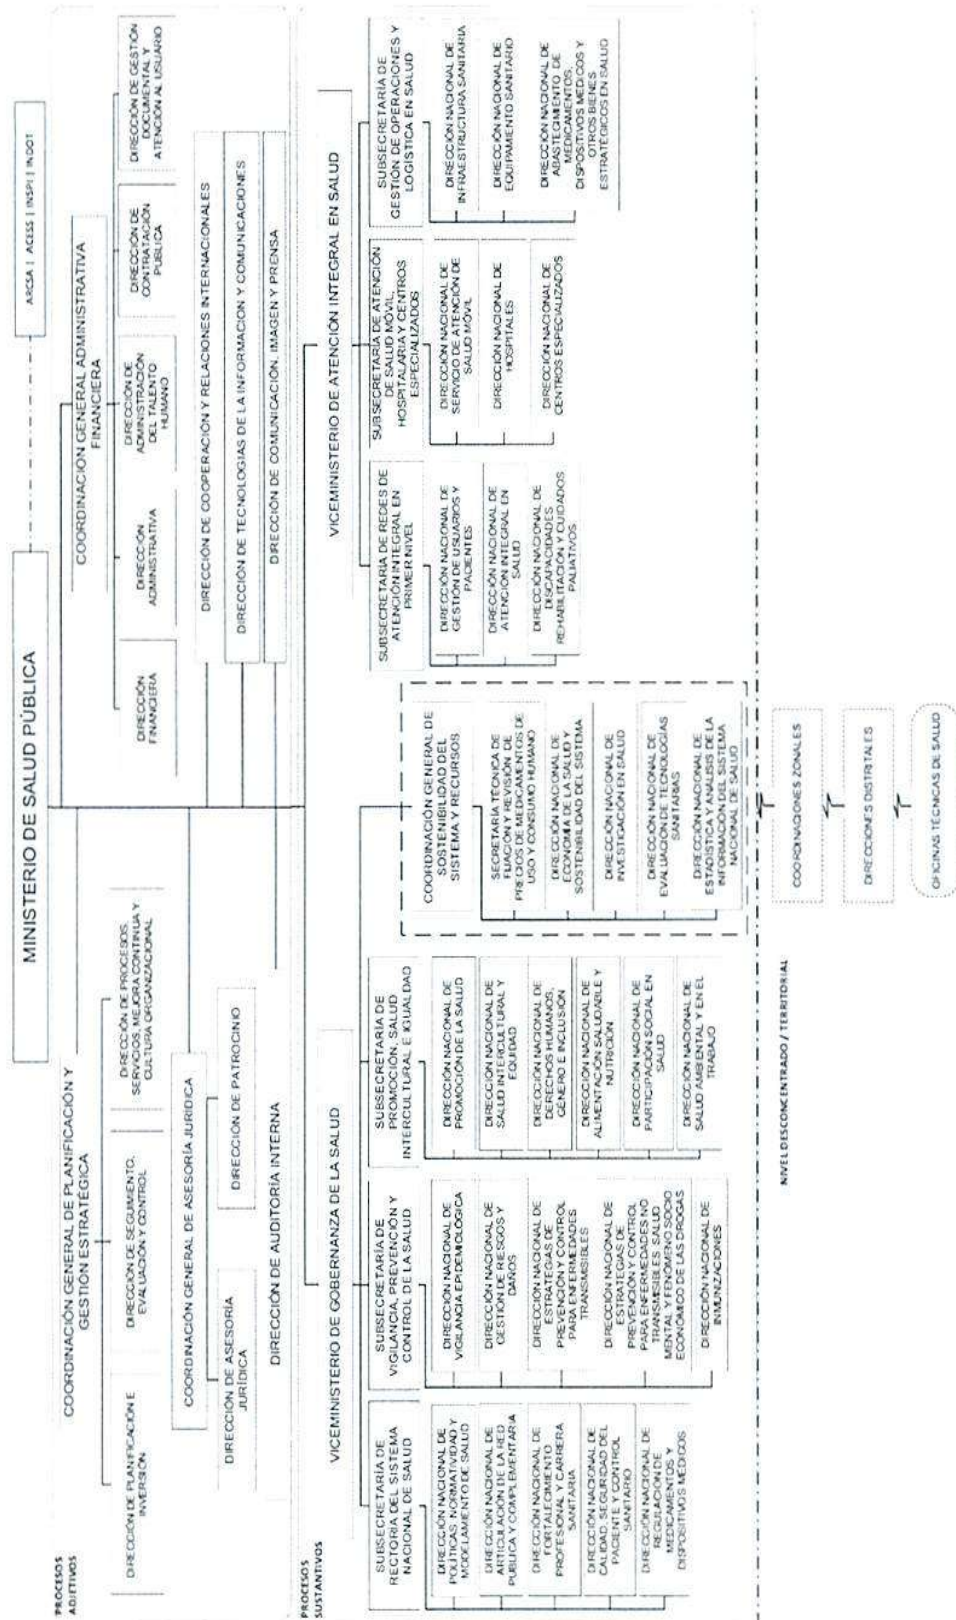 MINISTERIO DE SALUD PÚBLICA
ARCSA | ACESS | INSPI | INDOT
PROCESOS
ADJETIVOS
COORDINACIÓN GENERAL DE PLANIFICACIÓN Y
GESTIÓN ESTRATÉGICA
DIRECCIÓN DE PLANIFICACIÓN E
INVERSIÓN
DIRECCIÓN DE SEGUIMIENTO,
EVALUACIÓN Y CONTROL
DIRECCIÓN DE PROCESOS,
SERVICIOS, MEJORA CONTINUA Y
CULTURA ORGANIZACIONAL
COORDINACIÓN GENERAL DE ASESORÍA JURÍDICA
DIRECCIÓN DE ASESORÍA
JURÍDICA
DIRECCIÓN DE PATROCINIO
DIRECCIÓN DE AUDITORÍA INTERNA
COORDINACIÓN GENERAL ADMINISTRATIVA
FINANCIERA
DIRECCIÓN
FINANCIERA
DIRECCIÓN
ADMINISTRATIVA
DIRECCIÓN DE
ADMINISTRACIÓN
DEL TALENTO
HUMANO
DIRECCIÓN DE
CONTRATACIÓN
PÚBLICA
DIRECCIÓN DE GESTIÓN
DOCUMENTAL Y
ATENCIÓN AL USUARIO
DIRECCIÓN DE COOPERACIÓN Y RELACIONES INTERNACIONALES
DIRECCIÓN DE TECNOLOGÍAS DE LA INFORMACIÓN Y COMUNICACIONES
DIRECCIÓN DE COMUNICACIÓN, IMAGEN Y PRENSA
PROCESOS
SUSTANTIVOS
VICEMINISTERIO DE GOBERNANZA DE LA SALUD
SUBSECRETARÍA DE
RECTORÍA DEL SISTEMA
NACIONAL DE SALUD
DIRECCIÓN NACIONAL DE
POLÍTICAS, NORMATIVIDAD Y
MODELAMIENTO DE SALUD
DIRECCIÓN NACIONAL DE
ARTICULACIÓN DE LA RED
PÚBLICA Y COMPLEMENTARIA
DIRECCIÓN NACIONAL DE
FORTALECIMIENTO
PROFESIONAL Y CARRERA
SANITARIA
DIRECCIÓN NACIONAL DE
CALIDAD, SEGURIDAD DEL
PACIENTE Y CONTROL
SANITARIO
DIRECCIÓN NACIONAL DE
REGULACIÓN DE
MEDICAMENTOS Y
DISPOSITIVOS MÉDICOS
SUBSECRETARÍA DE
VIGILANCIA, PREVENCIÓN Y
CONTROL DE LA SALUD
DIRECCIÓN NACIONAL DE
VIGILANCIA EPIDEMIOLÓGICA
DIRECCIÓN NACIONAL DE
GESTIÓN DE RIESGOS Y
DAÑOS
DIRECCIÓN NACIONAL DE
ESTRATEGIAS DE
PREVENCIÓN Y CONTROL
PARA ENFERMEDADES
TRANSMISIBLES
DIRECCIÓN NACIONAL DE
ESTRATEGIAS DE
PREVENCIÓN Y CONTROL
PARA ENFERMEDADES NO
TRANSMISIBLES, SALUD
MENTAL Y FENÓMENO SOCIO
ECONÓMICO DE LAS DROGAS
DIRECCIÓN NACIONAL DE
INMUNIZACIONES
SUBSECRETARÍA DE
PROMOCIÓN, SALUD
INTERCULTURAL E IGUALDAD
DIRECCIÓN NACIONAL DE
PROMOCIÓN DE LA SALUD
DIRECCIÓN NACIONAL DE
SALUD INTERCULTURAL Y
EQUIDAD
DIRECCIÓN NACIONAL DE
DERECHOS HUMANOS,
GÉNERO E INCLUSIÓN
DIRECCIÓN NACIONAL DE
ALIMENTACIÓN SALUDABLE Y
NUTRICIÓN
DIRECCIÓN NACIONAL DE
PARTICIPACIÓN SOCIAL EN
SALUD
DIRECCIÓN NACIONAL DE
SALUD AMBIENTAL Y EN EL
TRABAJO
COORDINACIÓN GENERAL DE
SOSTENIBILIDAD DEL
SISTEMA Y RECURSOS
SECRETARÍA TÉCNICA DE
FIJACIÓN Y REVISIÓN DE
PRECIOS DE MEDICAMENTOS DE
USO Y CONSUMO HUMANO
DIRECCIÓN NACIONAL DE
ECONOMÍA DE LA SALUD Y
SOSTENIBILIDAD DEL SISTEMA
DIRECCIÓN NACIONAL DE
INVESTIGACIÓN EN SALUD
DIRECCIÓN NACIONAL DE
EVALUACIÓN DE TECNOLOGÍAS
SANITARIAS
DIRECCIÓN NACIONAL DE
ESTADÍSTICA Y ANÁLISIS DE LA
INFORMACIÓN DEL SISTEMA
NACIONAL DE SALUD
VICEMINISTERIO DE ATENCIÓN INTEGRAL EN SALUD
SUBSECRETARÍA DE REDES DE
ATENCIÓN INTEGRAL EN
PRIMER NIVEL
DIRECCIÓN NACIONAL DE
GESTIÓN DE USUARIOS Y
PACIENTES
DIRECCIÓN NACIONAL DE
ATENCIÓN INTEGRAL EN
SALUD
DIRECCIÓN NACIONAL DE
DISCAPACIDADES,
REHABILITACIÓN Y CUIDADOS
PALIATIVOS
SUBSECRETARÍA DE ATENCIÓN
DE SALUD MÓVIL,
HOSPITALARIA Y CENTROS
ESPECIALIZADOS
DIRECCIÓN NACIONAL DE
SERVICIO DE ATENCIÓN DE
SALUD MÓVIL
DIRECCIÓN NACIONAL DE
HOSPITALES
DIRECCIÓN NACIONAL DE
CENTROS ESPECIALIZADOS
SUBSECRETARÍA DE
GESTIÓN DE OPERACIONES Y
LOGÍSTICA EN SALUD
DIRECCIÓN NACIONAL DE
INFRAESTRUCTURA SANITARIA
DIRECCIÓN NACIONAL DE
EQUIPAMIENTO SANITARIO
DIRECCIÓN NACIONAL DE
ABASTECIMIENTO DE
MEDICAMENTOS,
DISPOSITIVOS MÉDICOS Y
OTROS BIENES
ESTRATÉGICOS EN SALUD
NIVEL DESCONCENTRADO / TERRITORIAL
COORDINACIONES ZONALES
DIRECCIONES DISTRITALES
OFICINAS TÉCNICAS DE SALUD